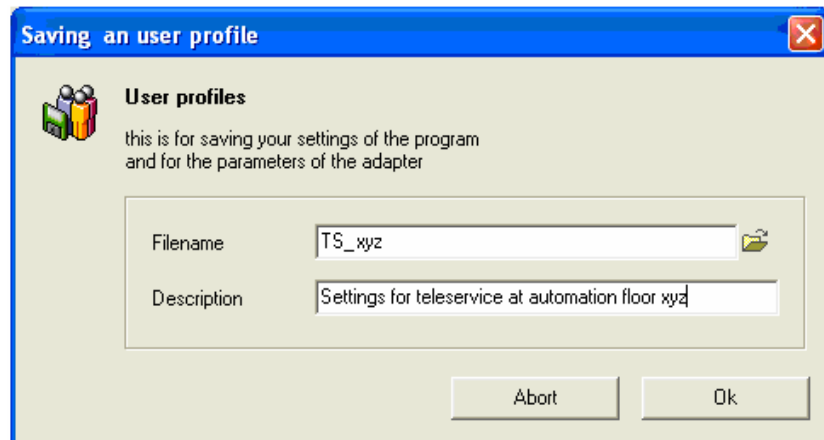 Saving an user profile
User profiles
this is for saving your settings of the program
and for the parameters of the adapter
Filename TS_xyz
Description Settings for teleservice at automation floor xyz
Abort Ok